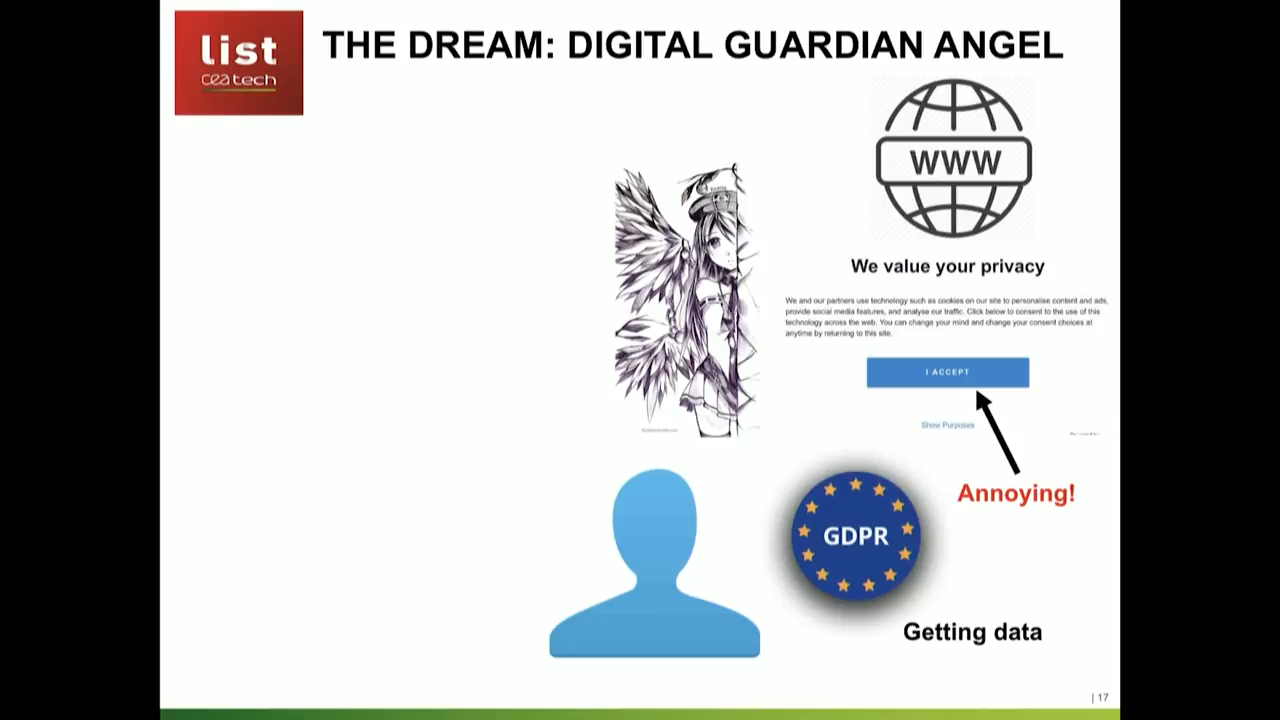 list
ceatech
THE DREAM: DIGITAL GUARDIAN ANGEL
WWW
We value your privacy
We and our partners use technology such as cookies on our site to personalise content and ads,
provide social media features, and analyse our traffic. Click below to consent to the use of this
technology across the web. You can change your mind and change your consent choices at
anytime by returning to this site.
I ACCEPT
Show Purposes
Annoying!
GDPR
Getting data
| 17